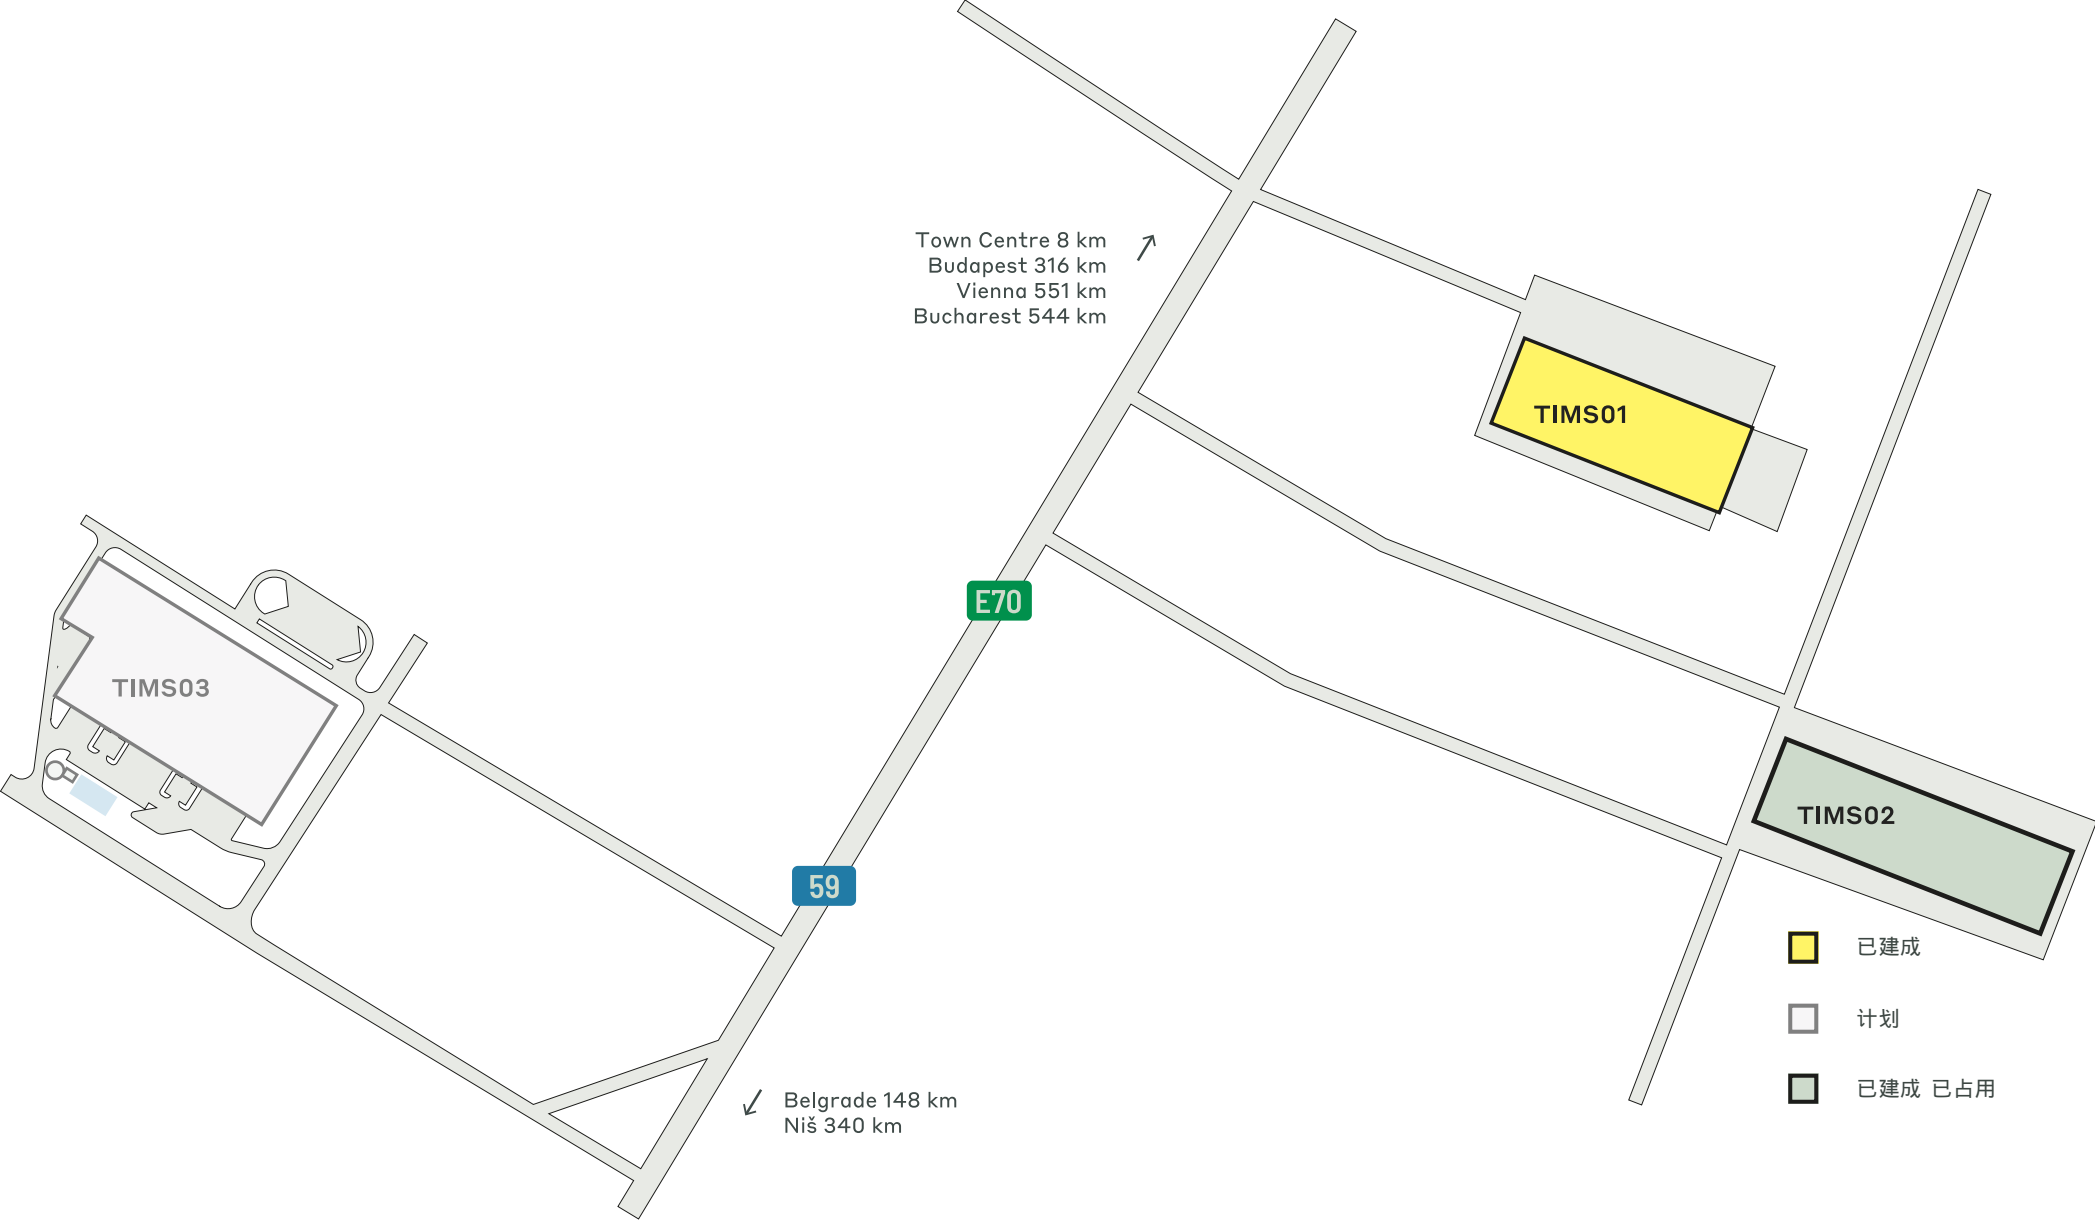 Town Centre 8 km
Budapest 316 km
Vienna 551 km
Bucharest 544 km
TIMS01
E70
TIMS03
TIMS02
59
已建成
计划
已建成 已占用
Belgrade 148 km
Niš 340 km